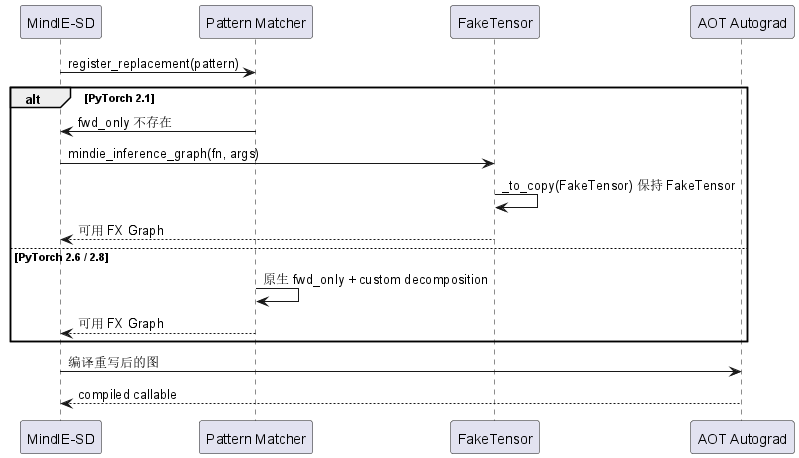 MindIE-SD Pattern Matcher FakeTensor AOT Autograd
register_replacement(pattern)
alt [PyTorch 2.1]
fwd_only 不存在
mindie_inference_graph(fn, args)
_to_copy(FakeTensor) 保持 FakeTensor
可用 FX Graph
[PyTorch 2.6 / 2.8]
原生 fwd_only + custom decomposition
可用 FX Graph
编译重写后的图
compiled callable
MindIE-SD Pattern Matcher FakeTensor AOT Autograd